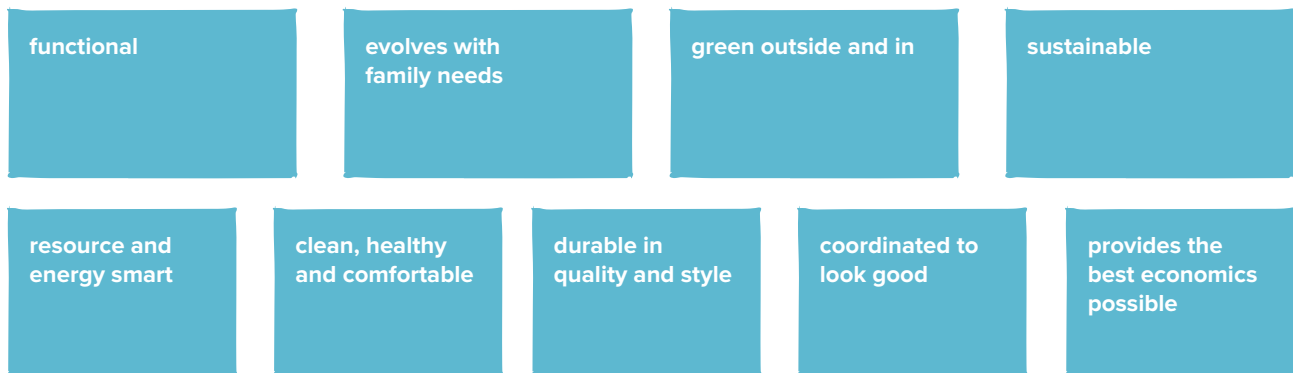 functional
evolves with
family needs
green outside and in
sustainable
resource and
energy smart
clean, healthy
and comfortable
durable in
quality and style
coordinated to
look good
provides the
best economics
possible